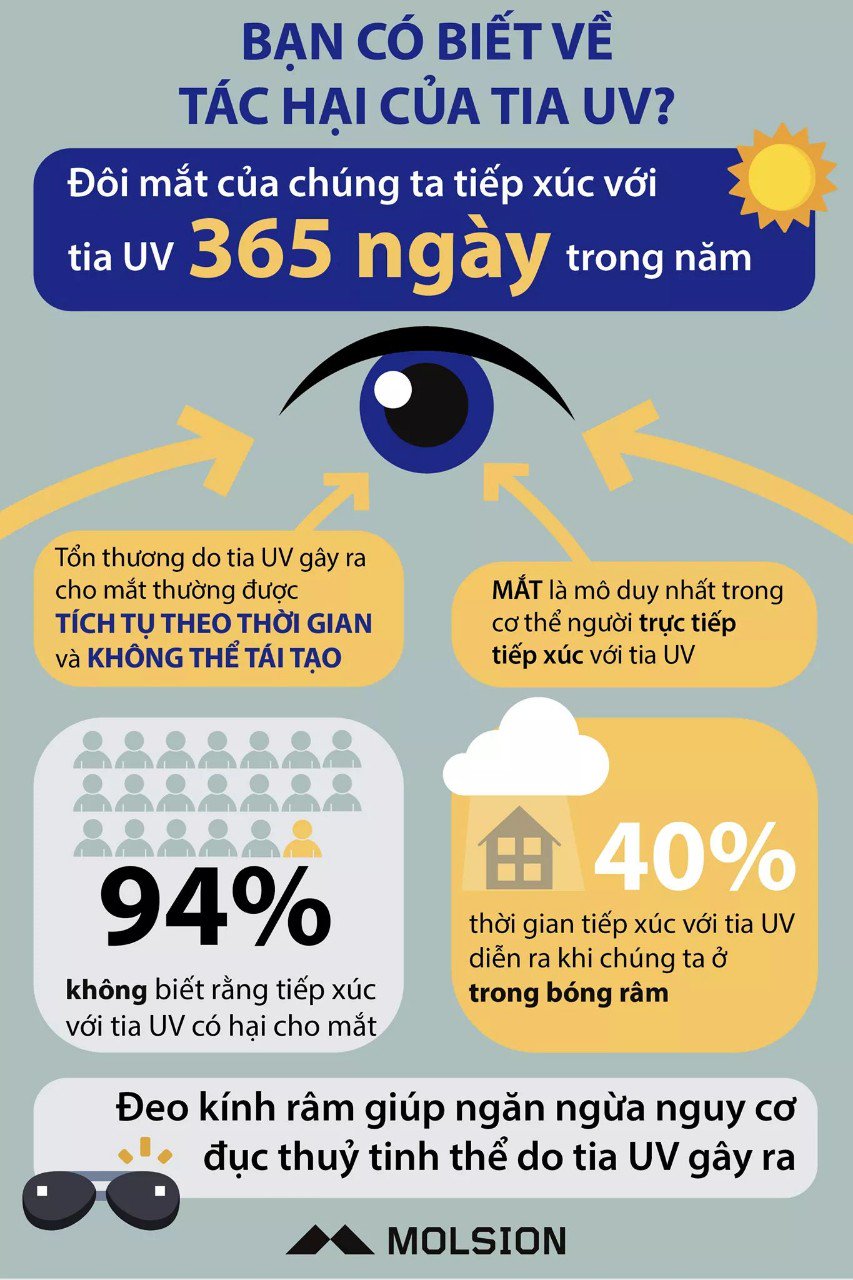 BẠN CÓ BIẾT VỀ
TÁC HẠI CỦA TIA UV?
Đôi mắt của chúng ta tiếp xúc với
tia UV 365 ngày trong năm
Tổn thương do tia UV gây ra
cho mắt thường được
TÍCH TỤ THEO THỜI GIAN
và KHÔNG THỂ TÁI TẠO
MẮT là mô duy nhất trong
cơ thể người trực tiếp
tiếp xúc với tia UV
94%
không biết rằng tiếp xúc
với tia UV có hại cho mắt
40%
thời gian tiếp xúc với tia UV
diễn ra khi chúng ta ở
trong bóng râm
Đeo kính râm giúp ngăn ngừa nguy cơ
đục thuỷ tinh thể do tia UV gây ra
MOLSION